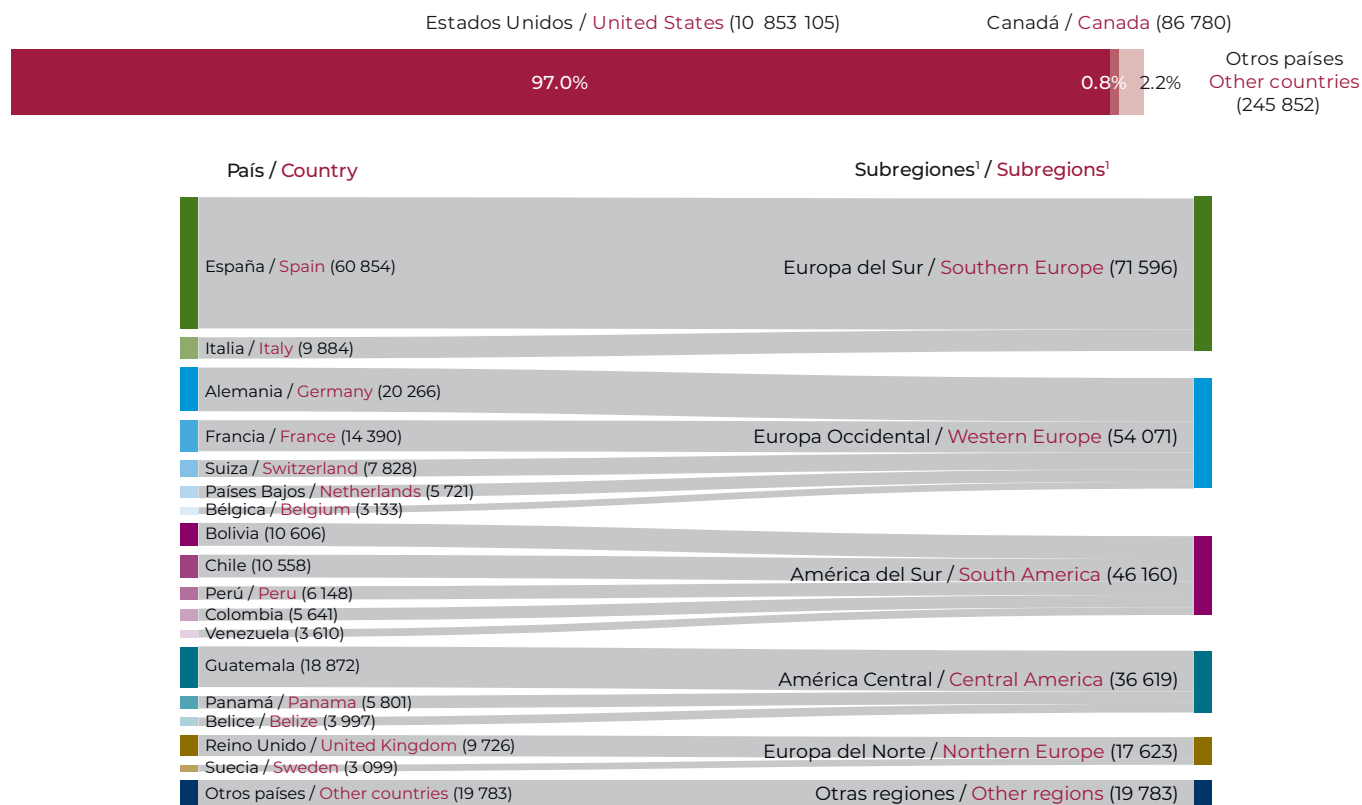 Estados Unidos / United States (10 853 105)
Canadá / Canada (86 780)
97.0%
0.8%
2.2%
Otros países
Other countries
(245 852)
País / Country
Subregiones¹ / Subregions¹
España / Spain (60 854)
Europa del Sur / Southern Europe (71 596)
Italia / Italy (9 884)
Alemania / Germany (20 266)
Francia / France (14 390)
Europa Occidental / Western Europe (54 071)
Suiza / Switzerland (7 828)
Países Bajos / Netherlands (5 721)
Bélgica / Belgium (3 133)
Bolivia (10 606)
Chile (10 558)
América del Sur / South America (46 160)
Perú / Peru (6 148)
Colombia (5 641)
Venezuela (3 610)
Guatemala (18 872)
América Central / Central America (36 619)
Panamá / Panama (5 801)
Belice / Belize (3 997)
Reino Unido / United Kingdom (9 726)
Europa del Norte / Northern Europe (17 623)
Suecia / Sweden (3 099)
Otros países / Other countries (19 783)
Otras regiones / Other regions (19 783)